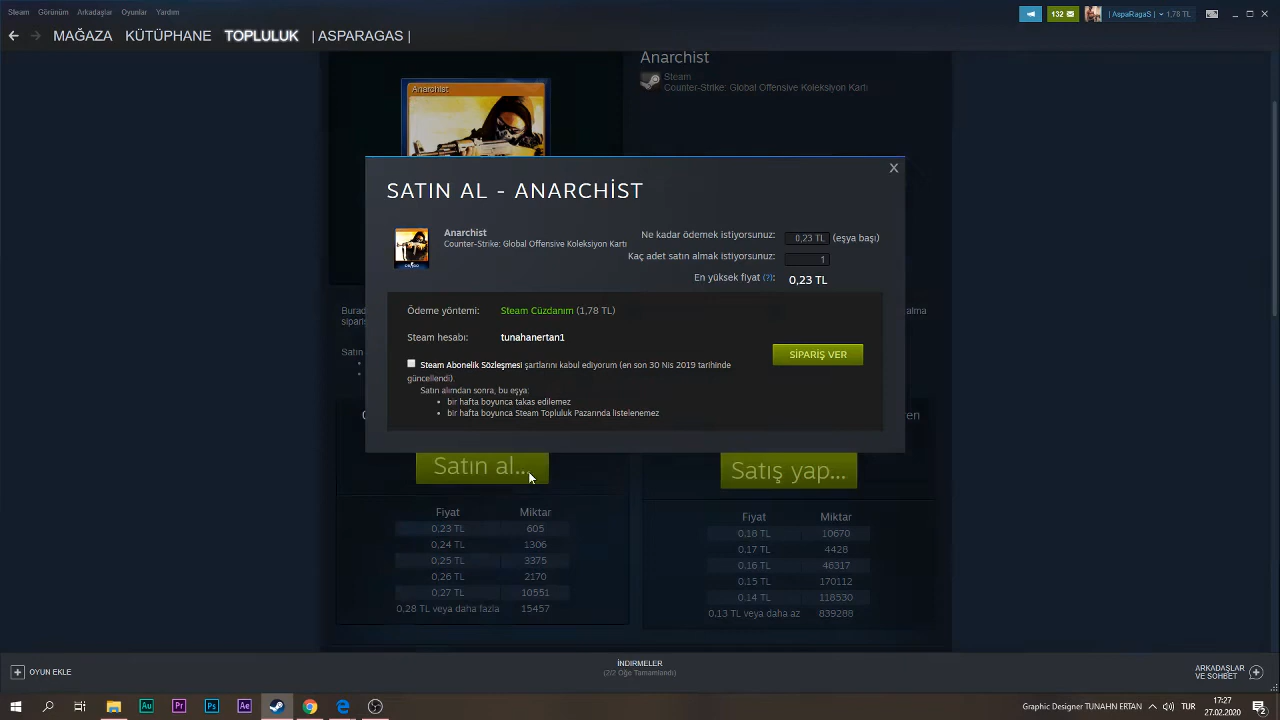 Steam Görünüm Arkadaşlar Oyunlar Yardım
132 | AspaRagaS | 1,78 TL
MAĞAZA KÜTÜPHANE TOPLULUK | ASPARAGAS |
Anarchist
Steam
Counter-Strike: Global Offensive Koleksiyon Kartı
Anarchist
X
SATIN AL - ANARCHİST
Anarchist
Counter-Strike: Global Offensive Koleksiyon Kartı
Ne kadar ödemek istiyorsunuz: 0,23 TL (eşya başı)
Kaç adet satın almak istiyorsunuz: 1
En yüksek fiyat (?): 0,23 TL
Ödeme yöntemi: Steam Cüzdanım (1,78 TL)
Steam hesabı: tunahanertan1
Steam Abonelik Sözleşmesi şartlarını kabul ediyorum (en son 30 Nis 2019 tarihinde
güncellendi).
Satın alımdan sonra, bu eşya:
• bir hafta boyunca takas edilemez
• bir hafta boyunca Steam Topluluk Pazarında listelenemez
SİPARİŞ VER
Satın al...
Satış yap...
Fiyat Miktar
0,23 TL 605
0,24 TL 1306
0,25 TL 3375
0,26 TL 2170
0,27 TL 10551
0,28 TL veya daha fazla 15457
Fiyat Miktar
0,18 TL 10670
0,17 TL 4428
0,16 TL 46317
0,15 TL 170112
0,14 TL 118530
0,13 TL veya daha az 839288
OYUN EKLE
İNDİRMELER
(2/2 Öğe Tamamlandı)
ARKADAŞLAR
VE SOHBET
Au Pr Ps Ae
Graphic Designer TUNAHN ERTAN
TUR
17:27
27.02.2020
2